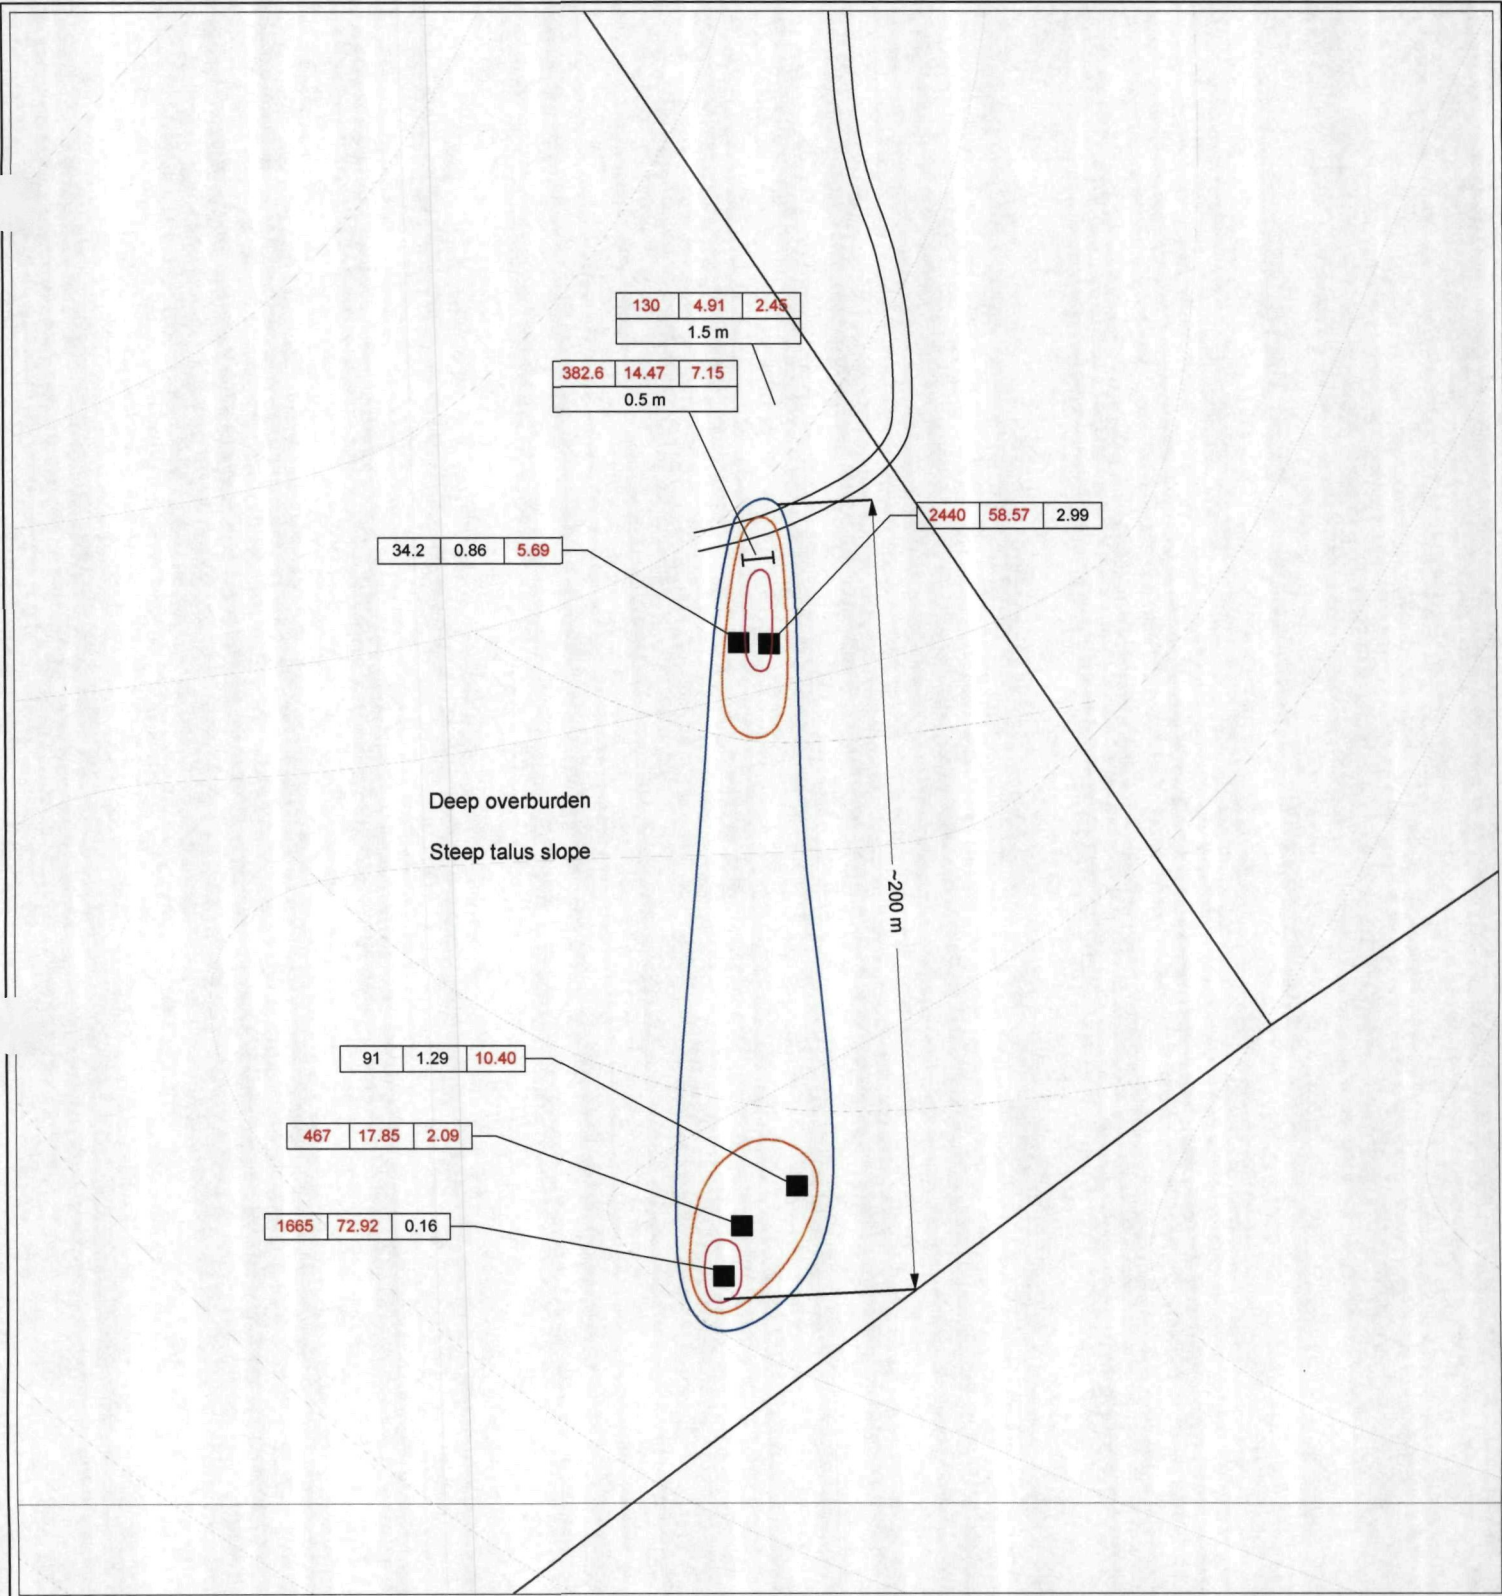 130 4.91 2.45
1.5 m
382.6 14.47 7.15
0.5 m
2440 58.57 2.99
34.2 0.86 5.69
Deep overburden
Steep talus slope
~200 m
91 1.29 10.40
467 17.85 2.09
1665 72.92 0.16